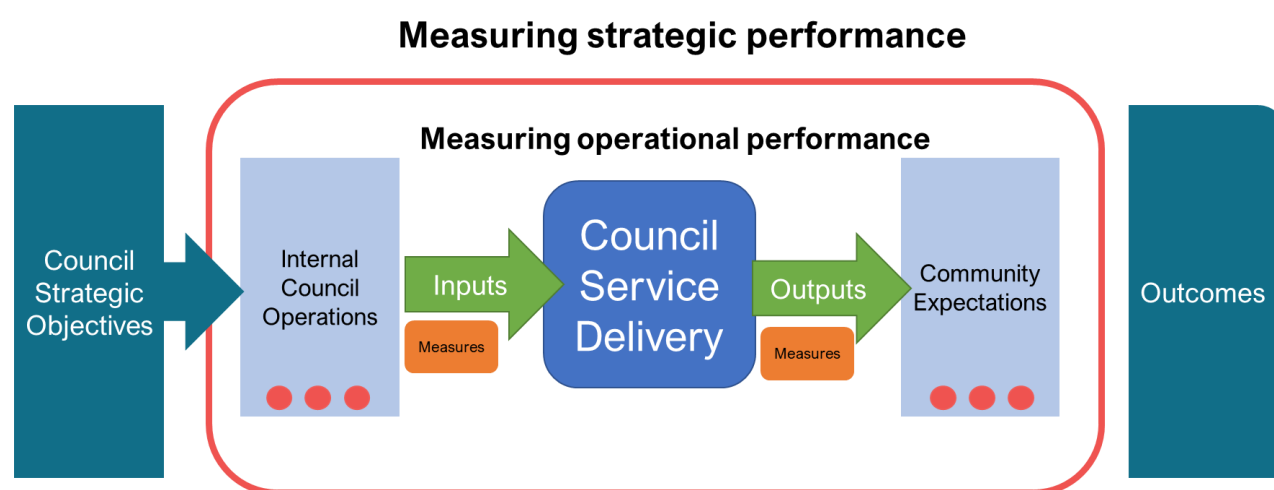 Measuring strategic performance
Measuring operational performance
Council
Strategic
Objectives
Internal
Council
Operations
Inputs
Measures
Council
Service
Delivery
Outputs
Measures
Community
Expectations
Outcomes